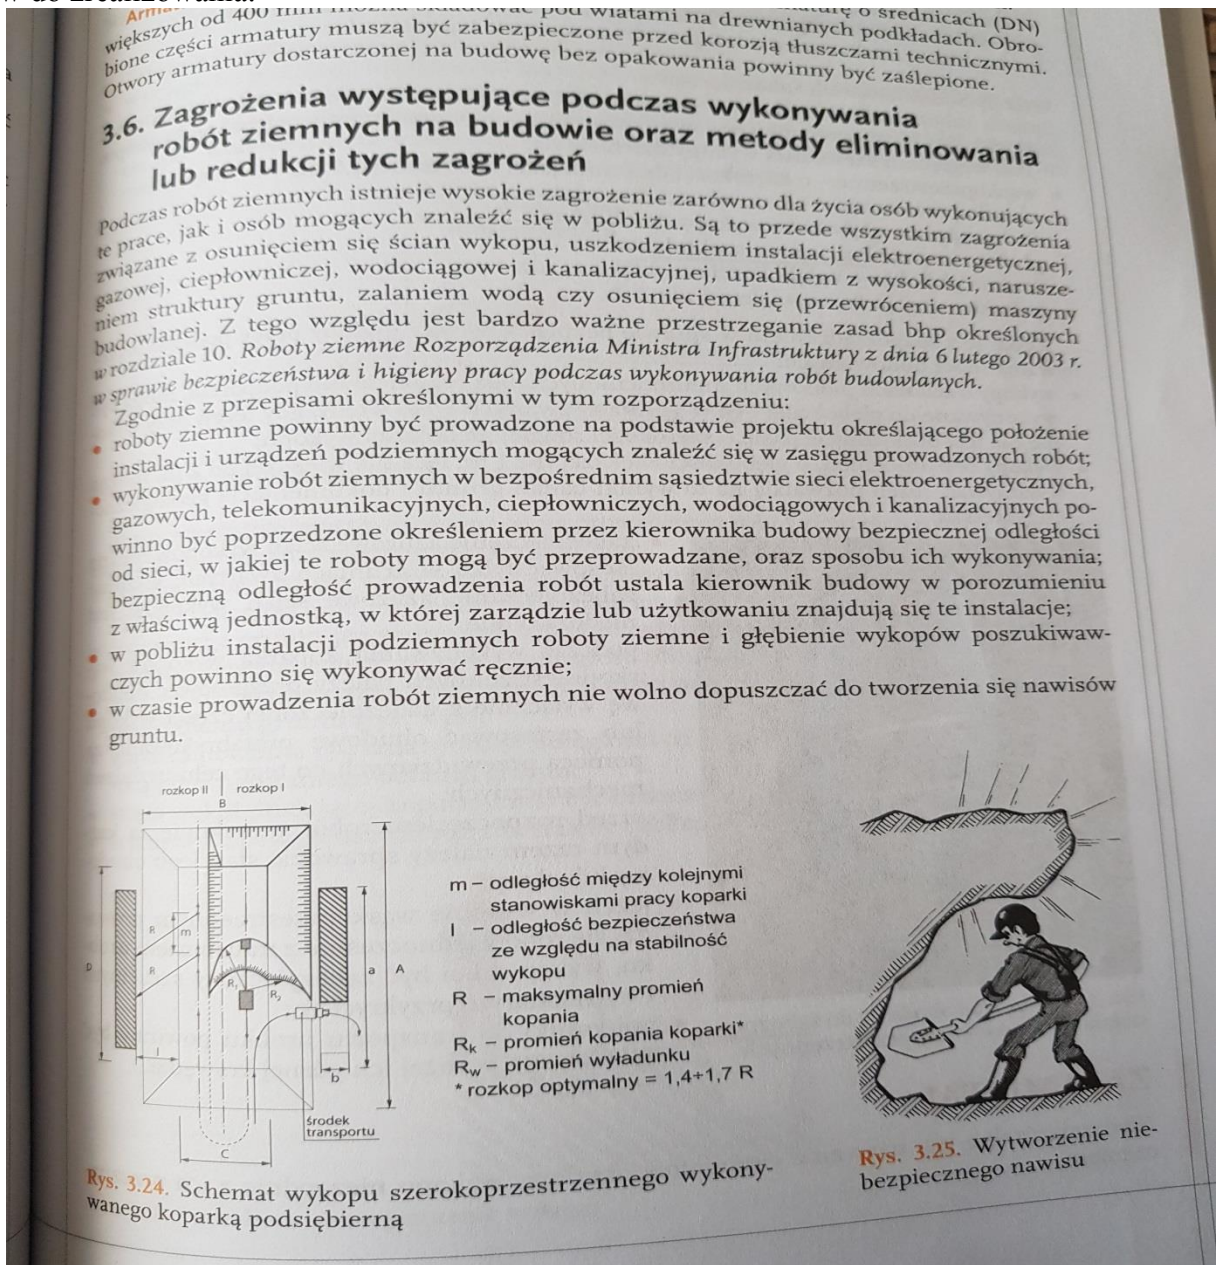 w do zrealizowania.
większych od 400 mm można składować pod wiatami na drewnianych podkładach. Obro-
o średnicach (DN)
bione części armatury muszą być zabezpieczone przed korozją tłuszczami technicznymi.
Otwory armatury dostarczonej na budowę bez opakowania powinny być zaślepione.
3.6. Zagrożenia występujące podczas wykonywania
robót ziemnych na budowie oraz metody eliminowania
lub redukcji tych zagrożeń
Podczas robót ziemnych istnieje wysokie zagrożenie zarówno dla życia osób wykonujących
te prace, jak i osób mogących znaleźć się w pobliżu. Są to przede wszystkim zagrożenia
związane z osunięciem się ścian wykopu, uszkodzeniem instalacji elektroenergetycznej,
gazowej, ciepłowniczej, wodociągowej i kanalizacyjnej, upadkiem z wysokości, narusze-
niem struktury gruntu, zalaniem wodą czy osunięciem się (przewróceniem) maszyny
budowlanej. Z tego względu jest bardzo ważne przestrzeganie zasad bhp określonych
w rozdziale 10. Roboty ziemne Rozporządzenia Ministra Infrastruktury z dnia 6 lutego 2003 r.
w sprawie bezpieczeństwa i higieny pracy podczas wykonywania robót budowlanych.
Zgodnie z przepisami określonymi w tym rozporządzeniu:
• roboty ziemne powinny być prowadzone na podstawie projektu określającego położenie
instalacji i urządzeń podziemnych mogących znaleźć się w zasięgu prowadzonych robót;
• wykonywanie robót ziemnych w bezpośrednim sąsiedztwie sieci elektroenergetycznych,
gazowych, telekomunikacyjnych, ciepłowniczych, wodociągowych i kanalizacyjnych po-
winno być poprzedzone określeniem przez kierownika budowy bezpiecznej odległości
od sieci, w jakiej te roboty mogą być przeprowadzane, oraz sposobu ich wykonywania;
bezpieczną odległość prowadzenia robót ustala kierownik budowy w porozumieniu
z właściwą jednostką, w której zarządzie lub użytkowaniu znajdują się te instalacje;
• w pobliżu instalacji podziemnych roboty ziemne i głębienie wykopów poszukiwaw-
czych powinno się wykonywać ręcznie;
• w czasie prowadzenia robót ziemnych nie wolno dopuszczać do tworzenia się nawisów
gruntu.
rozkop II rozkop I
B
R
m
D
R
R₁
R₂
a
A
l
b
środek
transportu
C
m – odległość między kolejnymi
stanowiskami pracy koparki
l – odległość bezpieczeństwa
ze względu na stabilność
wykopu
R – maksymalny promień
kopania
Rₖ – promień kopania koparki*
R_w – promień wyładunku
* rozkop optymalny = 1,4÷1,7 R
Rys. 3.24. Schemat wykopu szerokoprzestrzennego wykony-
wanego koparką podsiębierną
Rys. 3.25. Wytworzenie nie-
bezpiecznego nawisu